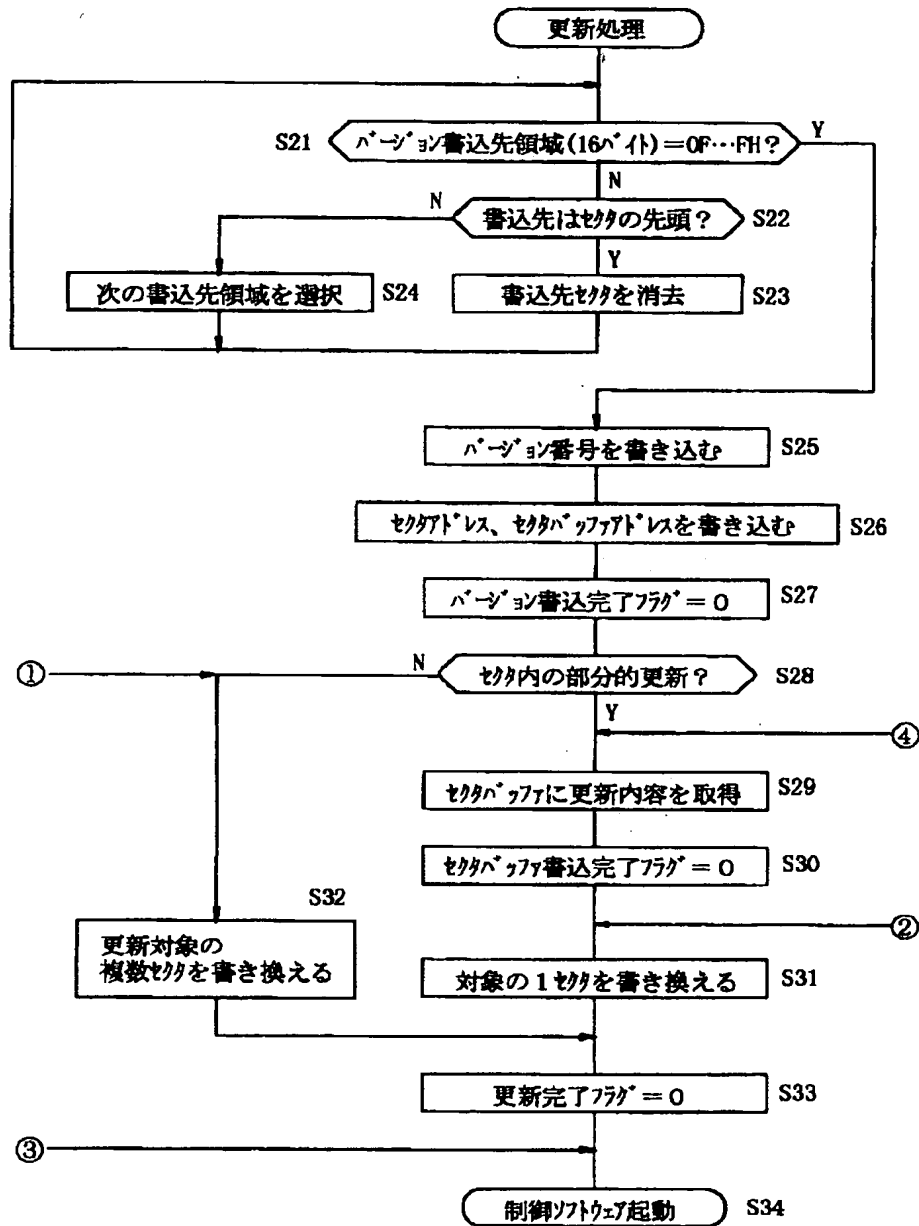 更新処理
S21 バージョン書込先領域(16バイト)=0F…FH? Y
N
N 書込先はセクタの先頭? S22
Y
次の書込先領域を選択 S24
書込先セクタを消去 S23
バージョン番号を書き込む S25
セクタアドレス、セクタバッファアドレスを書き込む S26
バージョン書込完了フラグ=0 S27
① N セクタ内の部分的更新? S28
Y
④
セクタバッファに更新内容を取得 S29
セクタバッファ書込完了フラグ=0 S30
②
S32
更新対象の
複数セクタを書き換える
対象の1セクタを書き換える S31
更新完了フラグ=0 S33
③
制御ソフトウェア起動 S34